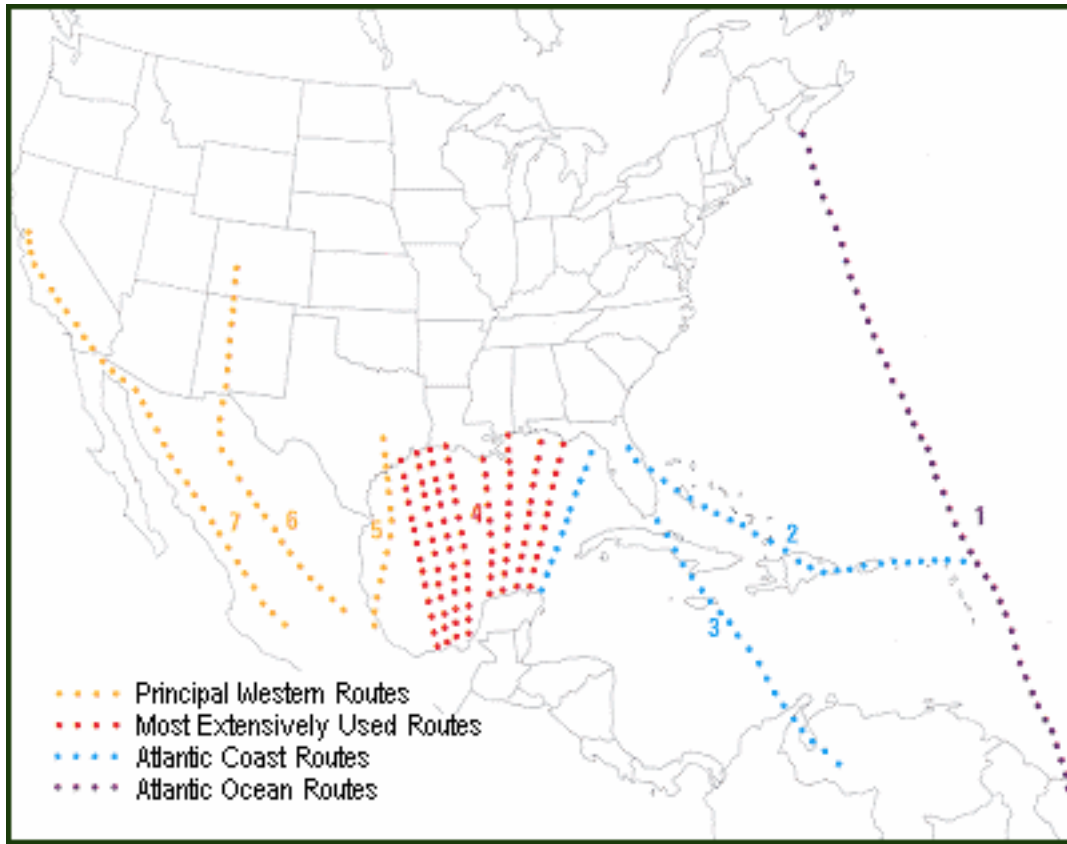 1
2
3
4
5
6
7
Principal Western Routes
Most Extensively Used Routes
Atlantic Coast Routes
Atlantic Ocean Routes